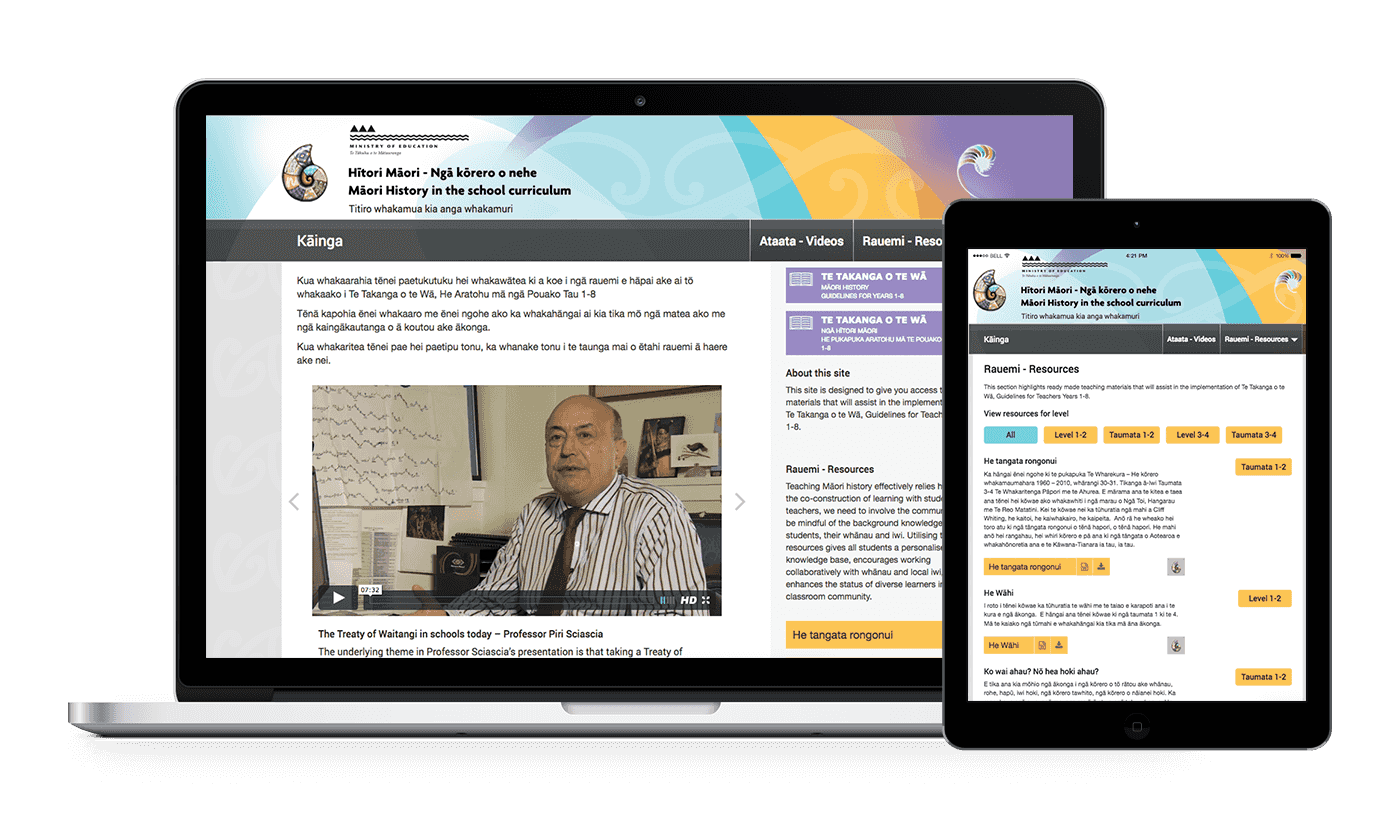 MINISTRY OF EDUCATION
Te Tāhuhu o te Mātauranga
Hītori Māori - Ngā kōrero o nehe
Māori History in the school curriculum
Titiro whakamua kia anga whakamuri
Kāinga
Ataata - Videos
Rauemi - Reso
Kua whakaarahia tēnei paetukutuku hei whakawātea ki a koe i ngā rauemi e hāpai ake ai tō
whakaako i Te Takanga o te Wā, He Aratohu mā ngā Pouako Tau 1-8
Tēnā kapohia ēnei whakaaro me ēnei ngohe ako ka whakahāngai ai kia tika mō ngā matea ako me
ngā kaingākautanga o ā koutou ake ākonga.
Kua whakaritea tēnei pae hei paetipu tonu, ka whanake tonu i te taunga mai o ētahi rauemi ā haere
ake nei.
07:32
HD
The Treaty of Waitangi in schools today – Professor Piri Sciascia
The underlying theme in Professor Sciascia's presentation is that taking a Treaty of
TE TAKANGA O TE WĀ
MĀORI HISTORY
GUIDELINES FOR YEARS 1-8
TE TAKANGA O TE WĀ
NGĀ HĪTORI MĀORI
HE PUKAPUKA ARATOHU MĀ TE POUAKO
1-8
About this site
This site is designed to give you access t
materials that will assist in the implement
Te Takanga o te Wā, Guidelines for Teach
1-8.
Rauemi - Resources
Teaching Māori history effectively relies h
the co-construction of learning with stude
teachers, we need to involve the commu
be mindful of the background knowledge
students, their whānau and iwi. Utilising t
resources gives all students a personalise
knowledge base, encourages working
collaboratively with whānau and local iwi,
enhances the status of diverse learners i
classroom community.
He tangata rongonui
BELL
4:21 PM
100%
MINISTRY OF EDUCATION
Hītori Māori - Ngā kōrero o nehe
Māori History in the school curriculum
Titiro whakamua kia anga whakamuri
Kāinga
Ataata - Videos
Rauemi - Resources
Rauemi - Resources
This section highlights ready made teaching materials that will assist in the implementation of Te Takanga o te
Wā, Guidelines for Teachers Years 1-8.
View resources for level
All
Level 1-2
Taumata 1-2
Level 3-4
Taumata 3-4
He tangata rongonui
Taumata 1-2
Ka hāngai ēnei ngohe ki te pukapuka Te Wharekura – He kōrero
whakamaumahara 1960 – 2010, whārangi 30-31. Tikanga ā-Iwi Taumata
3-4 Te Whakaritenga Pāpori me te Ahurea. E mārama ana te kitea e taea
ana tēnei hei kōwae ako whakawhiti i ngā marau o Ngā Toi, Hangarau
me Te Reo Matatini. Kei te kōwae nei ka tūhuratia ngā mahi a Cliff
Whiting, he kaitoi, he kaiwhakairo, he kaipeita. Anō rā he wheako hei
toro atu ki ngā tāngata rongonui o tēnā hapori, o tēnā hapori. He mahi
anō hei rangahau, hei whiri kōrero e pā ana ki ngā tāngata o Aotearoa e
whakahōnoretia ana e te Kāwana-Tianara ia tau, ia tau.
He tangata rongonui
He Wāhi
Level 1-2
I roto i tēnei kōwae ka tūhuratia te wāhi me te taiao e karapoti ana i te
kura e ngā ākonga. E hāngai ana tēnei kōwae ki ngā taumata 1 ki te 4.
Mā te kaiako ngā tūmahi e whakahāngai kia tika mā āna ākonga.
He Wāhi
Ko wai ahau? Nō hea hoki ahau?
Taumata 1-2
E tika ana kia mōhio ngā ākonga i ngā kōrero o tō rātou ake whānau,
rohe, hapū, iwi hoki, ngā kōrero tawhito, ngā kōrero o nāianei hoki. Ka